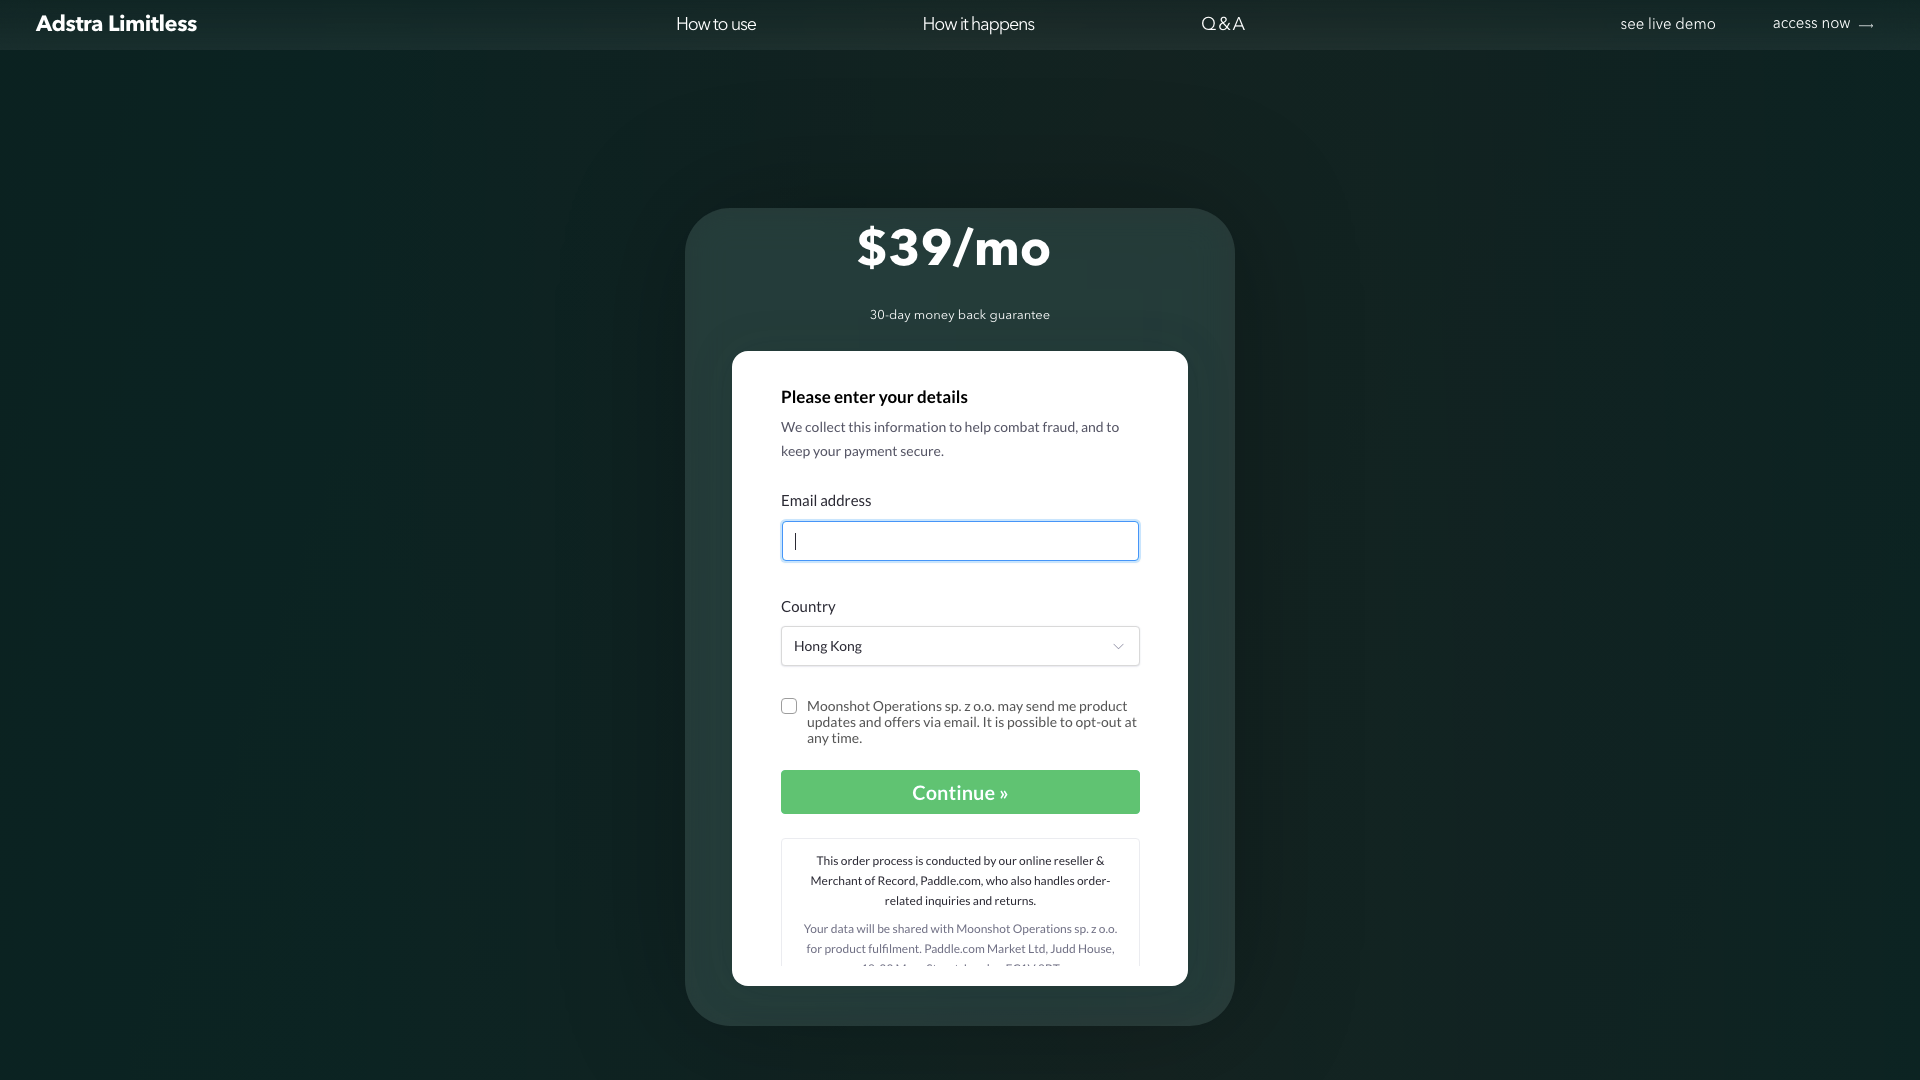 Adstra Limitless
How to use
How it happens
Q & A
see live demo
access now →
$39/mo
30-day money back guarantee
Please enter your details
We collect this information to help combat fraud, and to
keep your payment secure.
Email address
Country
Hong Kong
Moonshot Operations sp. z o.o. may send me product
updates and offers via email. It is possible to opt-out at
any time.
Continue »
This order process is conducted by our online reseller &
Merchant of Record, Paddle.com, who also handles order-
related inquiries and returns.
Your data will be shared with Moonshot Operations sp. z o.o.
for product fulfilment. Paddle.com Market Ltd, Judd House,